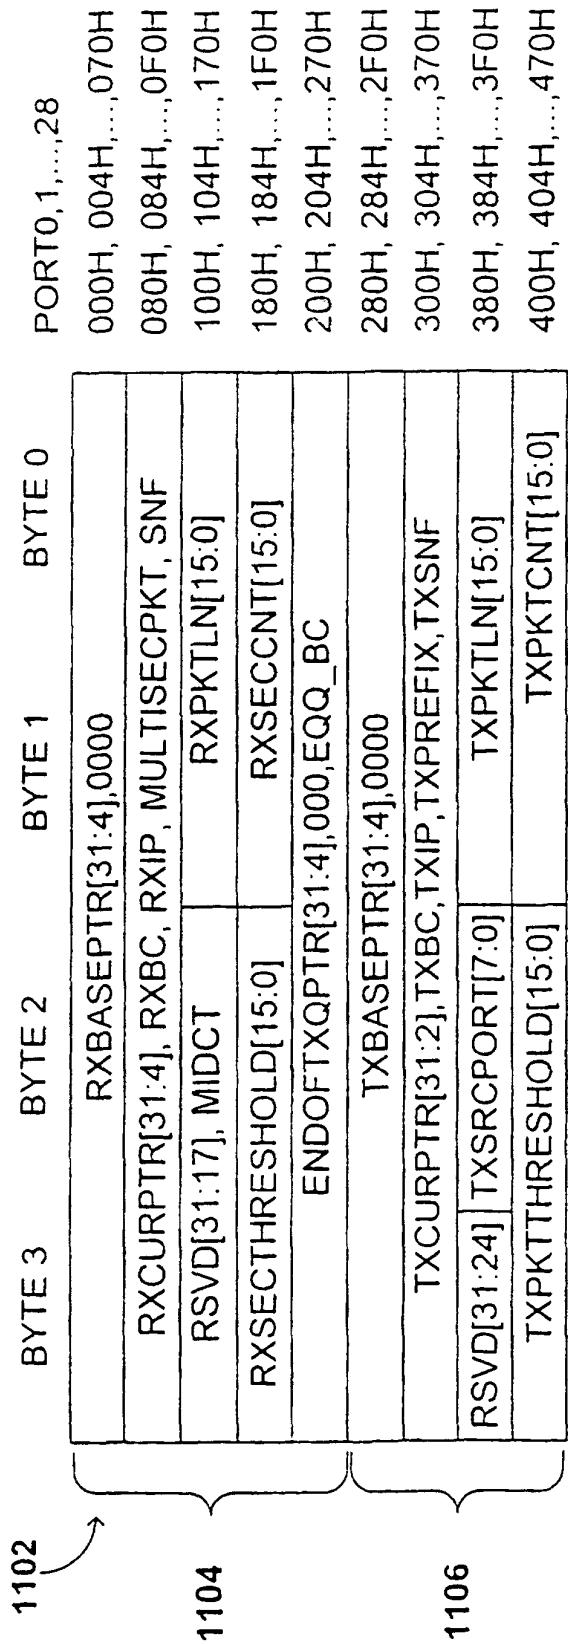 1102
BYTE 3 BYTE 2 BYTE 1 BYTE 0 PORT0,1,...,28
RXBASEPTR[31:4],0000 000H, 004H,...,070H
RXCURPTR[31:4], RXBC, RXIP, MULTISECPKT, SNF 080H, 084H,...,0F0H
RSVD[31:17], MIDCT RXPKTLN[15:0] 100H, 104H,...,170H
1104 RXSECTHRESHOLD[15:0] RXSECCNT[15:0] 180H, 184H,...,1F0H
ENDOFTXQPTR[31:4],000,EQQ_BC 200H, 204H,...,270H
TXBASEPTR[31:4],0000 280H, 284H,...,2F0H
TXCURPTR[31:2],TXBC,TXIP,TXPREFIX,TXSNF 300H, 304H,...,370H
1106 RSVD[31:24] TXSRCPORT[7:0] TXPKTLN[15:0] 380H, 384H,...,3F0H
TXPKTTHRESHOLD[15:0] TXPKTCNT[15:0] 400H, 404H,...,470H